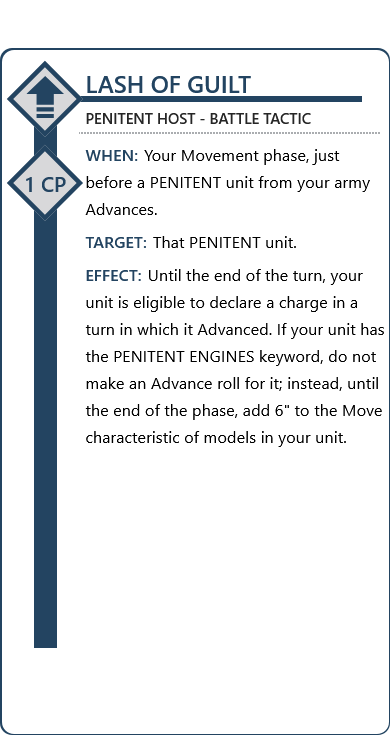 LASH OF GUILT
PENITENT HOST - BATTLE TACTIC
WHEN: Your Movement phase, just
1 CP
before a PENITENT unit from your army
Advances.
TARGET: That PENITENT unit.
EFFECT: Until the end of the turn, your
unit is eligible to declare a charge in a
turn in which it Advanced. If your unit has
the PENITENT ENGINES keyword, do not
make an Advance roll for it; instead, until
the end of the phase, add 6" to the Move
characteristic of models in your unit.